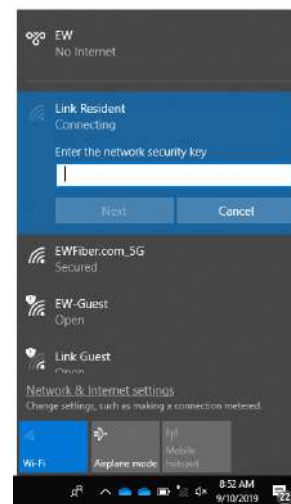 EW
No Internet
Link Resident
Connecting
Enter the network security key
Next
Cancel
EWFiber.com_5G
Secured
EW-Guest
Open
Link Guest
Open
Network & Internet settings
Change settings, such as making a connection metered.
Wi-Fi
Airplane mode
Mobile hotspot
8:52 AM
9/10/2019
22